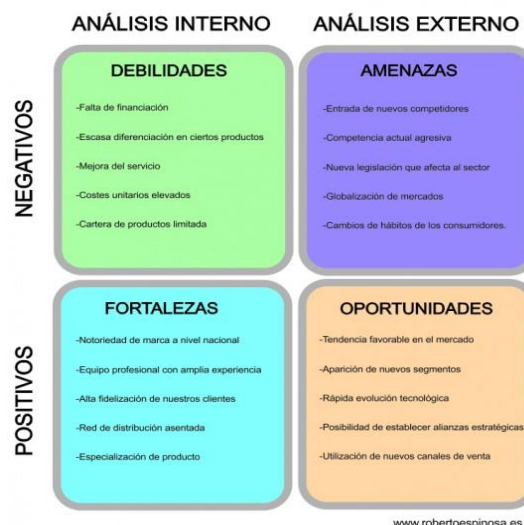 ANÁLISIS INTERNO
ANÁLISIS EXTERNO
NEGATIVOS
DEBILIDADES
-Falta de financiación
-Escasa diferenciación en ciertos productos
-Mejora del servicio
-Costes unitarios elevados
-Cartera de productos limitada
AMENAZAS
-Entrada de nuevos competidores
-Competencia actual agresiva
-Nueva legislación que afecta al sector
-Globalización de mercados
-Cambios de hábitos de los consumidores.
POSITIVOS
FORTALEZAS
-Notoriedad de marca a nivel nacional
-Equipo profesional con amplia experiencia
-Alta fidelización de nuestros clientes
-Red de distribución asentada
-Especialización de producto
OPORTUNIDADES
-Tendencia favorable en el mercado
-Aparición de nuevos segmentos
-Rápida evolución tecnológica
-Posibilidad de establecer alianzas estratégicas
-Utilización de nuevos canales de venta
www.robertoespinosa.es